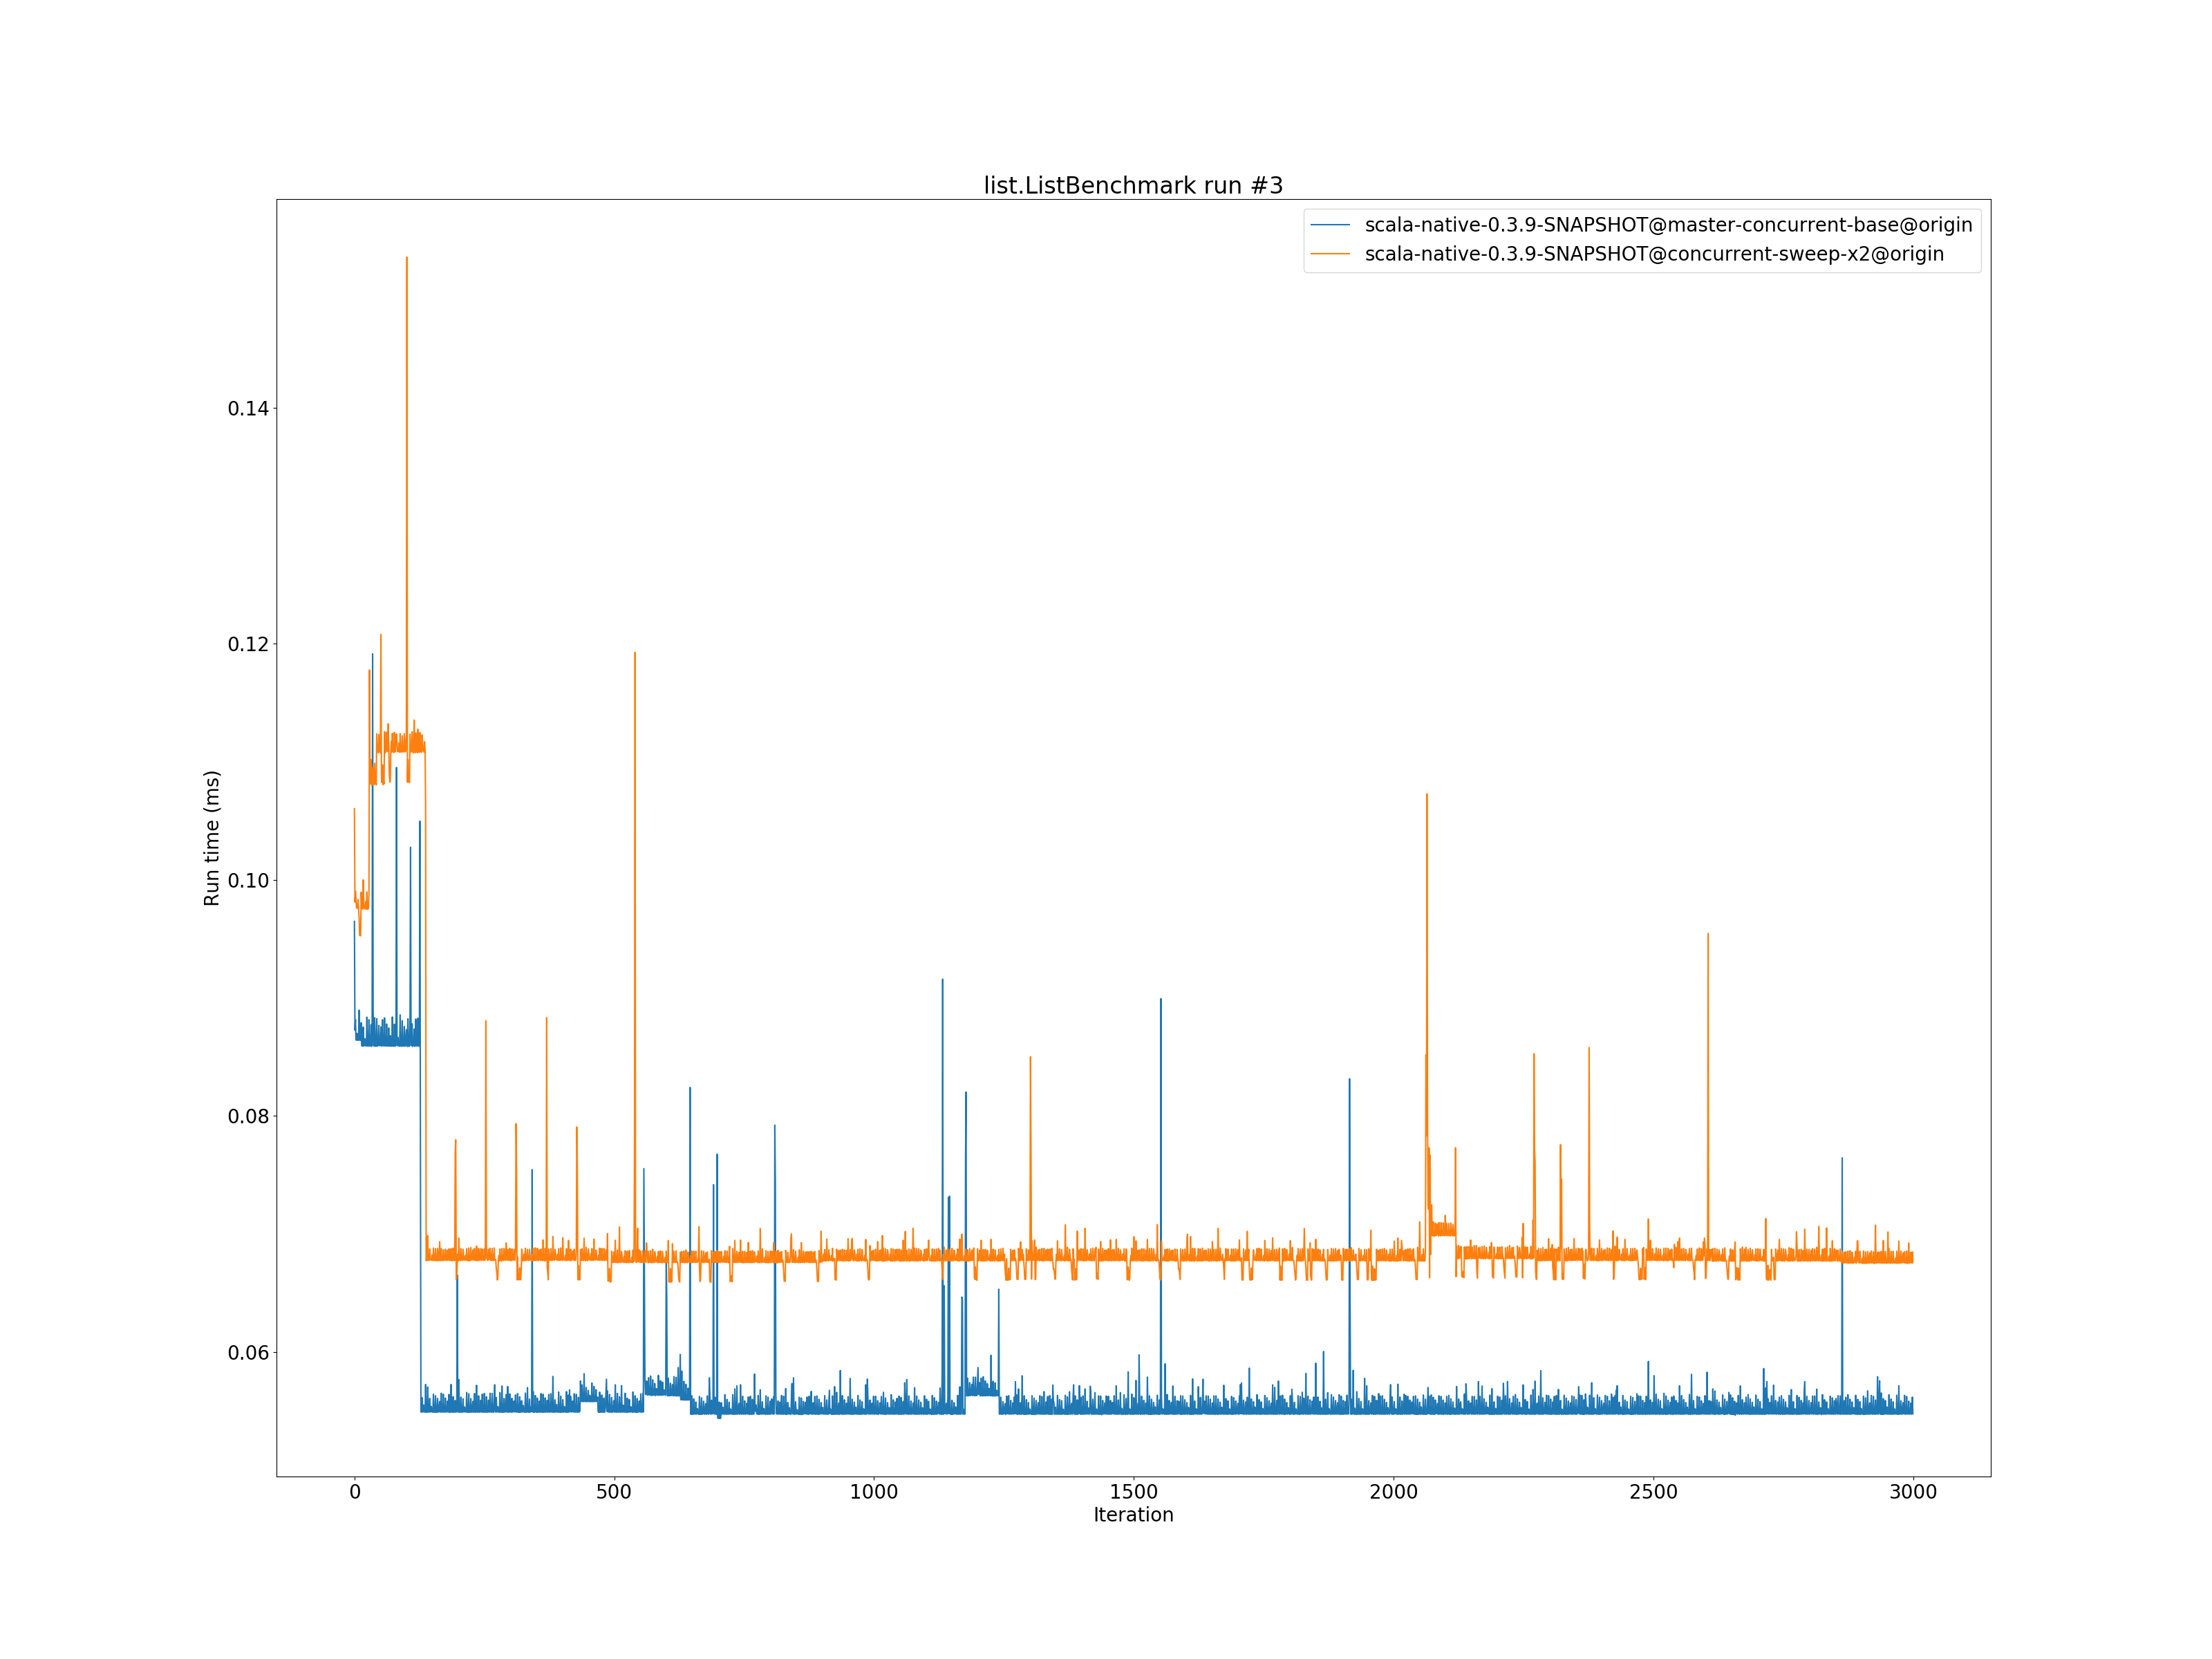 list.ListBenchmark run #3
scala-native-0.3.9-SNAPSHOT@master-concurrent-base@origin
scala-native-0.3.9-SNAPSHOT@concurrent-sweep-x2@origin
0.14
0.12
0.10
0.08
0.06
Run time (ms)
0
500
1000
1500
2000
2500
3000
Iteration